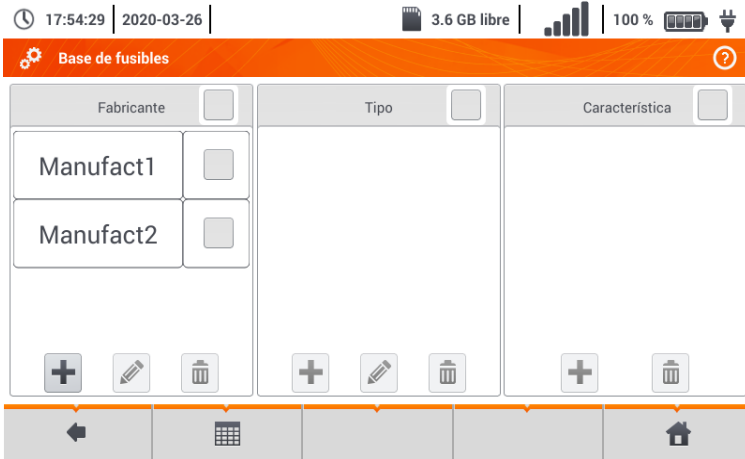 17:54:29 2020-03-26 3.6 GB libre 100 %
Base de fusibles ?
Fabricante Tipo Característica
Manufact1
Manufact2